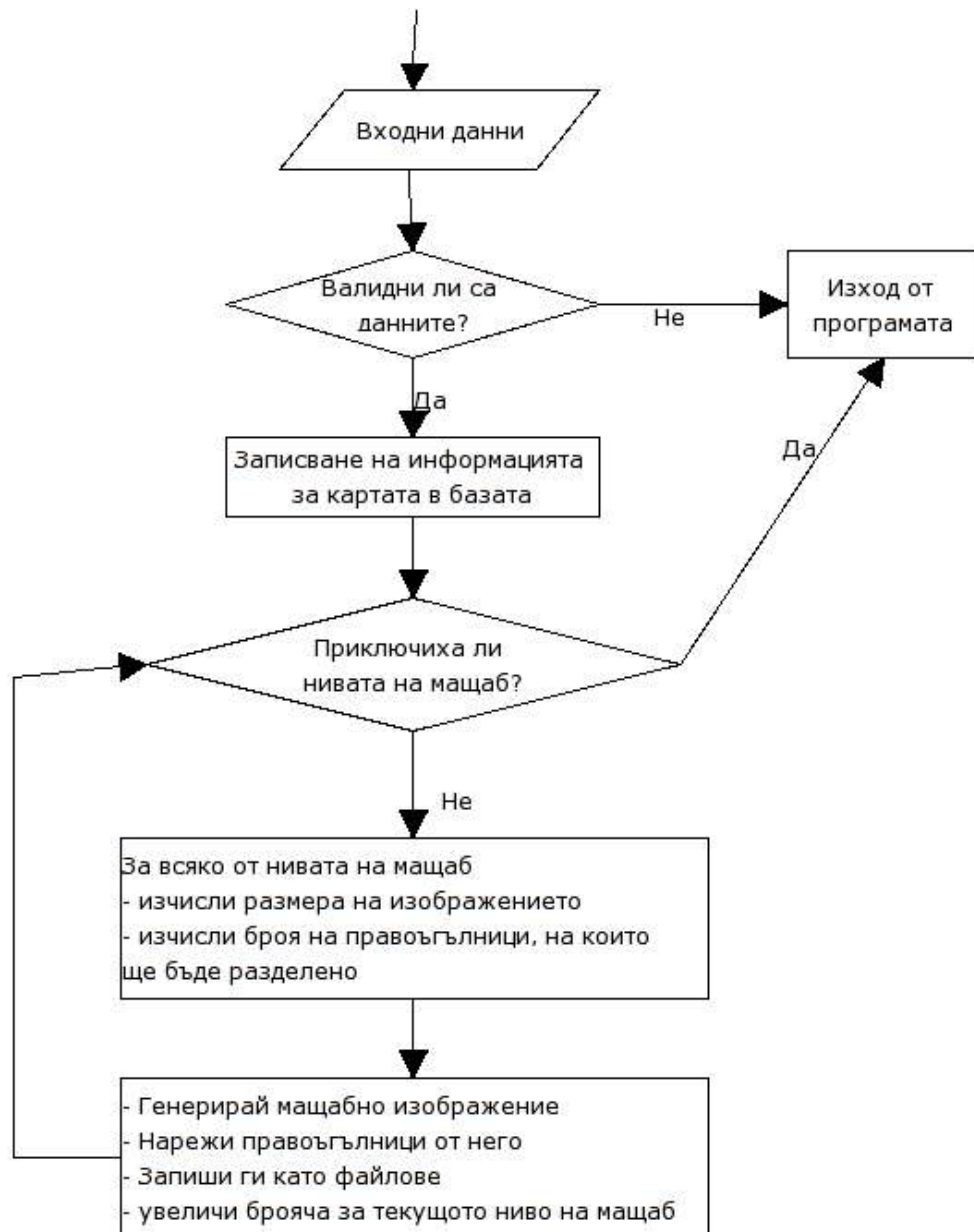 Входни данни
Валидни ли са
данните?
Не
Изход от
програмата
Да
Записване на информацията
за картата в базата
Да
Приключиха ли
нивата на мащаб?
Не
За всяко от нивата на мащаб
- изчисли размера на изображението
- изчисли броя на правоъгълници, на които
ще бъде разделено
- Генерирай мащабно изображение
- Нарежи правоъгълници от него
- Запиши ги като файлове
- увеличи брояча за текущото ниво на мащаб